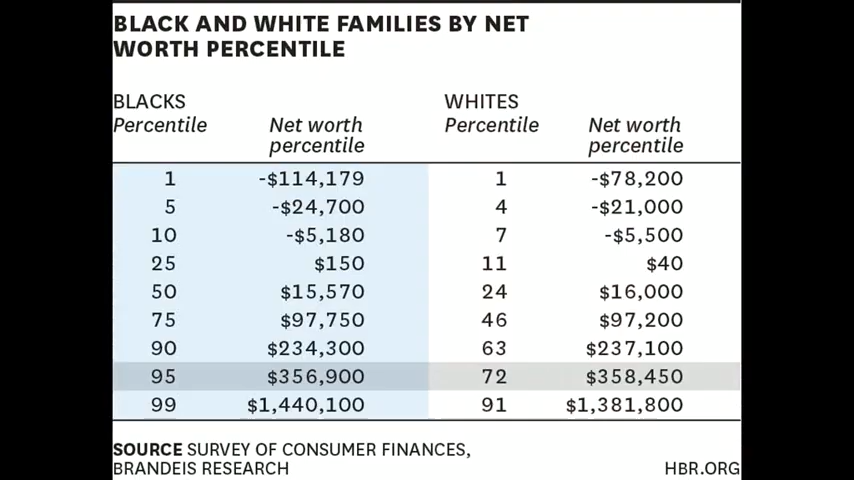 BLACK AND WHITE FAMILIES BY NET
WORTH PERCENTILE
BLACKS WHITES
Percentile Net worth percentile Percentile Net worth percentile
1 -$114,179 1 -$78,200
5 -$24,700 4 -$21,000
10 -$5,180 7 -$5,500
25 $150 11 $40
50 $15,570 24 $16,000
75 $97,750 46 $97,200
90 $234,300 63 $237,100
95 $356,900 72 $358,450
99 $1,440,100 91 $1,381,800
SOURCE SURVEY OF CONSUMER FINANCES,
BRANDEIS RESEARCH HBR.ORG